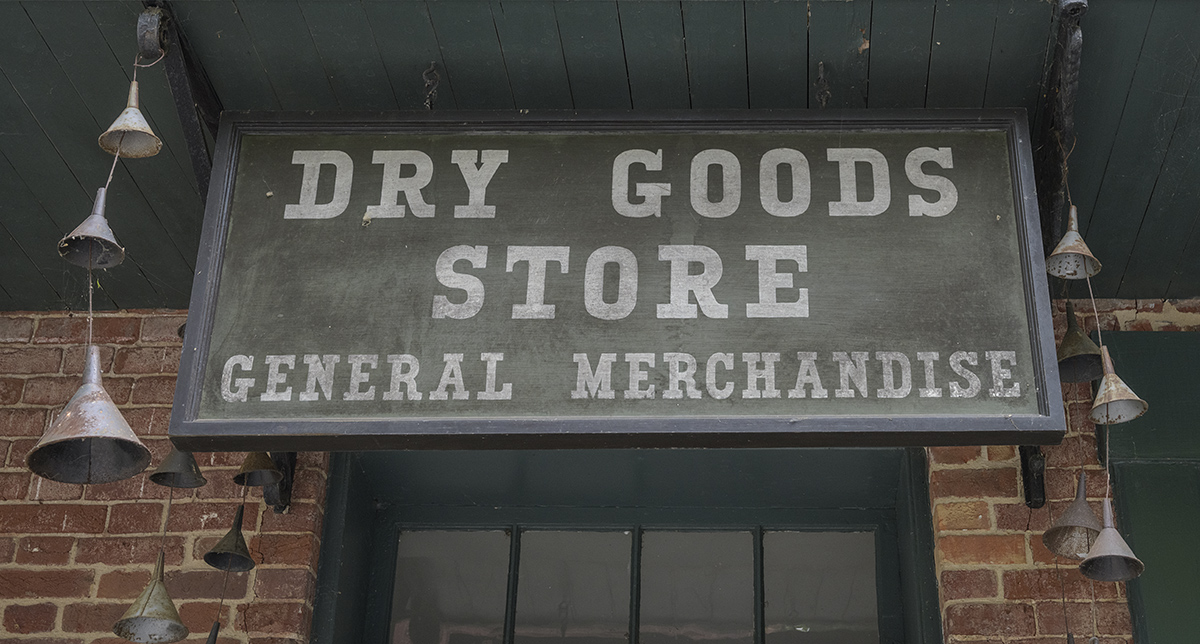 DRY GOODS
STORE
GENERAL MERCHANDISE